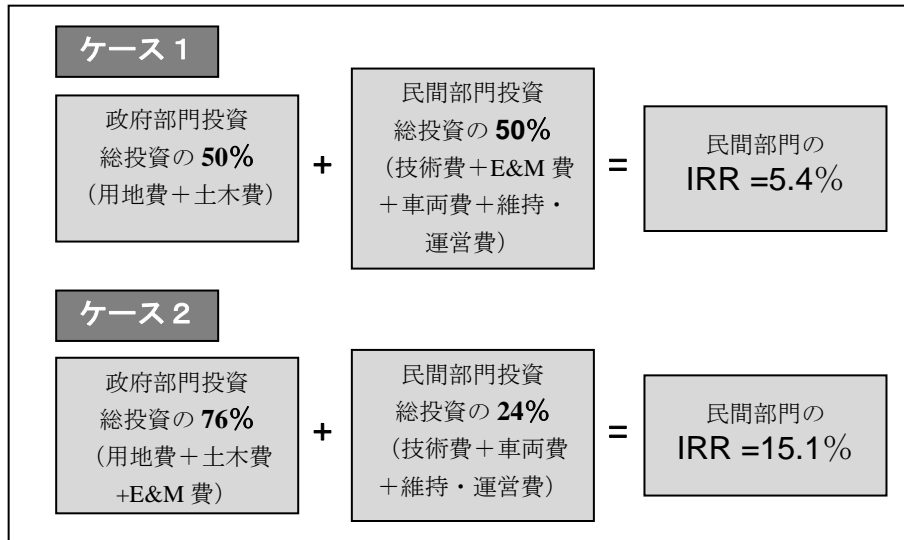 ケース１
政府部門投資
総投資の 50％
（用地費＋土木費）
+
民間部門投資
総投資の 50％
（技術費＋E&M 費
＋車両費＋維持・
運営費）
=
民間部門の
IRR =5.4％
ケース２
政府部門投資
総投資の 76％
（用地費＋土木費
+E&M 費）
+
民間部門投資
総投資の 24％
（技術費＋車両費
＋維持・運営費）
=
民間部門の
IRR =15.1％